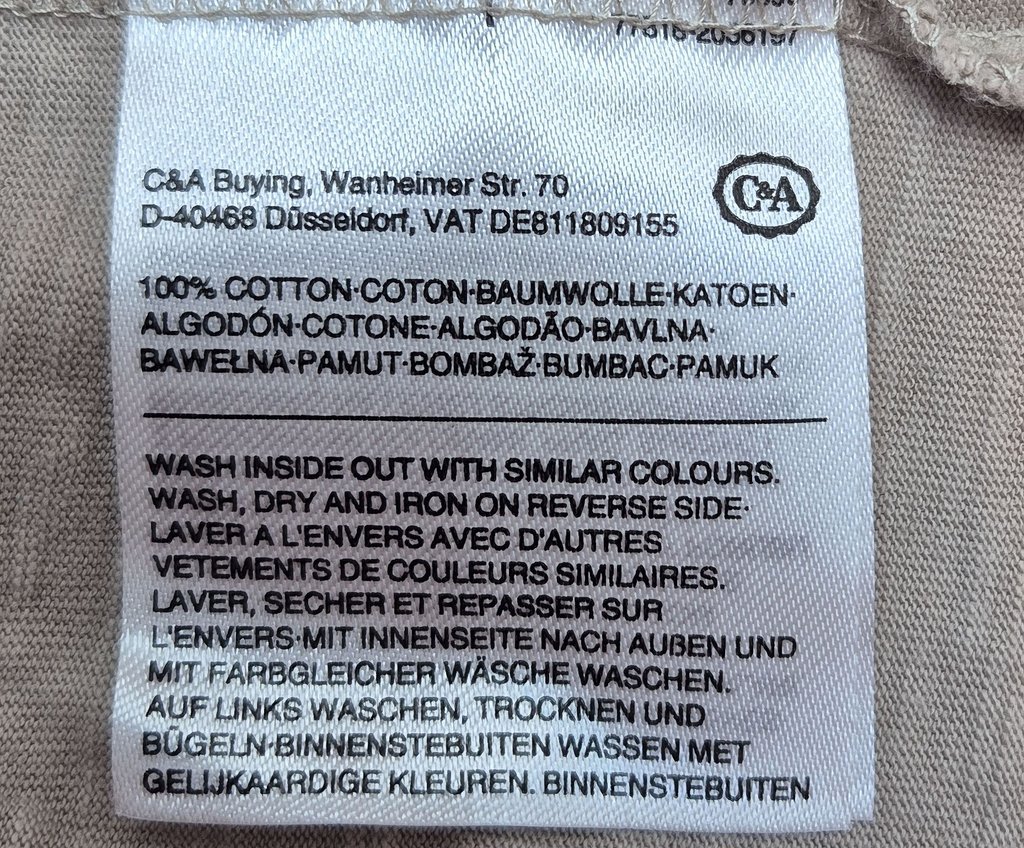 C&A Buying, Wanheimer Str. 70
D-40468 Düsseldorf, VAT DE811809155
C&A
100% COTTON·COTON·BAUMWOLLE·KATOEN·
ALGODÓN·COTONE·ALGODÃO·BAVLNA·
BAWEŁNA·PAMUT·BOMBAŽ·BUMBAC·PAMUK
WASH INSIDE OUT WITH SIMILAR COLOURS.
WASH, DRY AND IRON ON REVERSE SIDE·
LAVER A L'ENVERS AVEC D'AUTRES
VETEMENTS DE COULEURS SIMILAIRES.
LAVER, SECHER ET REPASSER SUR
L'ENVERS·MIT INNENSEITE NACH AUßEN UND
MIT FARBGLEICHER WÄSCHE WASCHEN.
AUF LINKS WASCHEN, TROCKNEN UND
BÜGELN·BINNENSTEBUITEN WASSEN MET
GELIJKAARDIGE KLEUREN. BINNENSTEBUITEN